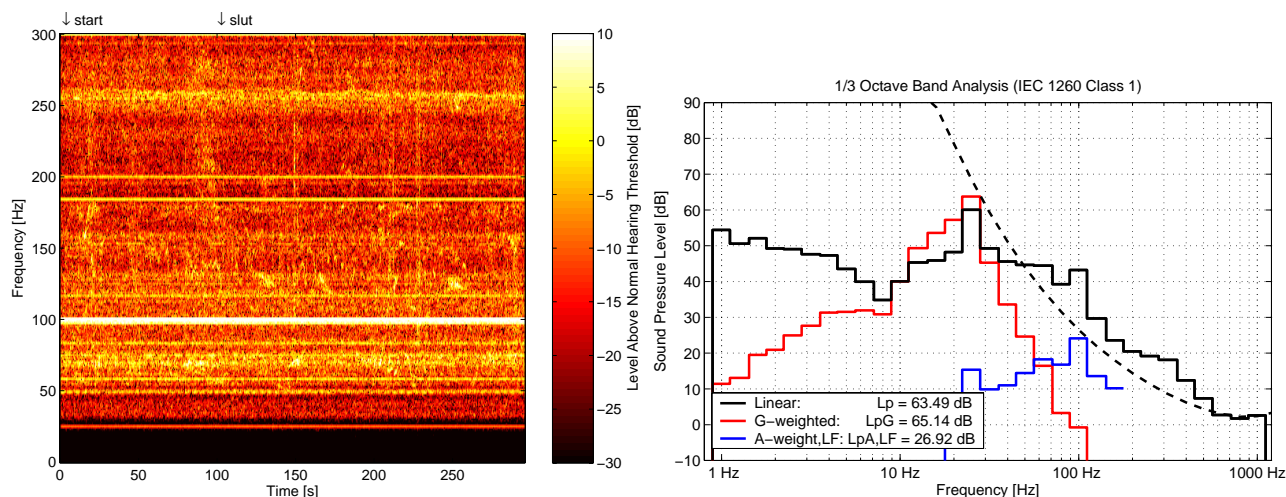 ↓ start
↓ slut
300
250
200
150
100
50
0
Frequency [Hz]
0
50
100
150
200
250
Time [s]
10
5
0
−5
−10
−15
−20
−25
−30
Level Above Normal Hearing Threshold [dB]
1/3 Octave Band Analysis (IEC 1260 Class 1)
90
80
70
60
50
40
30
20
10
0
−10
Sound Pressure Level [dB]
Linear: Lp = 63.49 dB
G−weighted: LpG = 65.14 dB
A−weight,LF: LpA,LF = 26.92 dB
1 Hz
10 Hz
100 Hz
1000 Hz
Frequency [Hz]